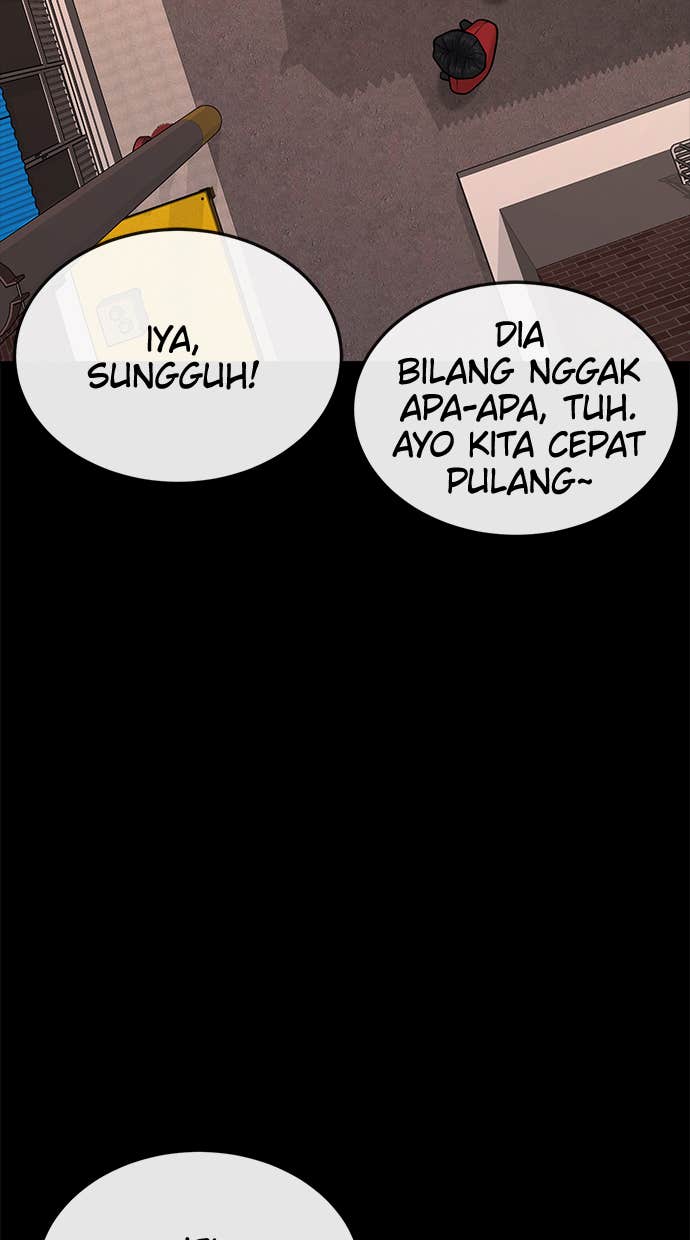 IYA,
SUNGGUH!
DIA
BILANG NGGAK
APA-APA, TUH.
AYO KITA CEPAT
PULANG~